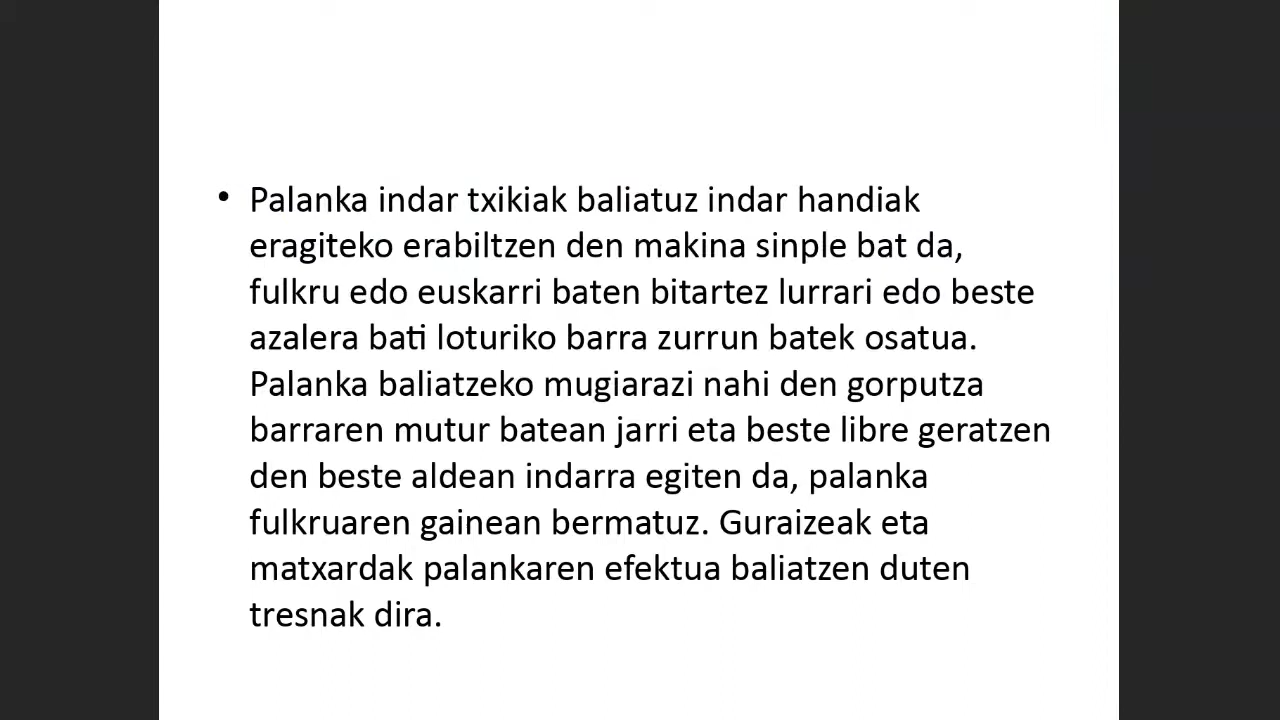 • Palanka indar txikiak baliatuz indar handiak
eragiteko erabiltzen den makina sinple bat da,
fulkru edo euskarri baten bitartez lurrari edo beste
azalera bati loturiko barra zurrun batek osatua.
Palanka baliatzeko mugiarazi nahi den gorputza
barraren mutur batean jarri eta beste libre geratzen
den beste aldean indarra egiten da, palanka
fulkruaren gainean bermatuz. Guraizeak eta
matxardak palankaren efektua baliatzen duten
tresnak dira.